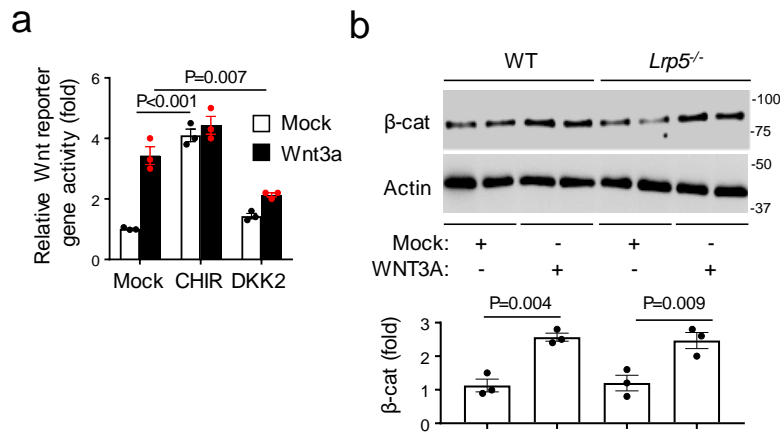 a
P=0.007
P<0.001
Relative Wnt reporter
gene activity (fold)
6
4
2
0
Mock
Wnt3a
Mock CHIR DKK2
b
WT Lrp5-/-
β-cat
-100
-75
Actin
-50
-37
Mock: + - + -
WNT3A: - + - +
P=0.004 P=0.009
β-cat (fold)
3
2
1
0